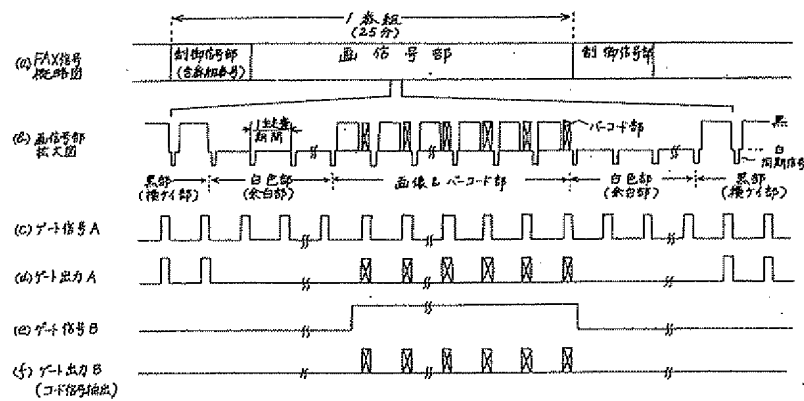 1番組
(25分)
(a) FAX信号
概略図
制御信号部
(含番組番号)
画信号部
制御信号部
(b) 画信号部
拡大図
1走査
期間
バーコード部
黒
白
同期信号
黒部
(横ケイ部)
白色部
(余白部)
画像&バーコード部
白色部
(余白部)
黒部
(横ケイ部)
(c) ゲート信号A
(d) ゲート出力A
(e) ゲート信号B
(f) ゲート出力B
(コード信号抽出)